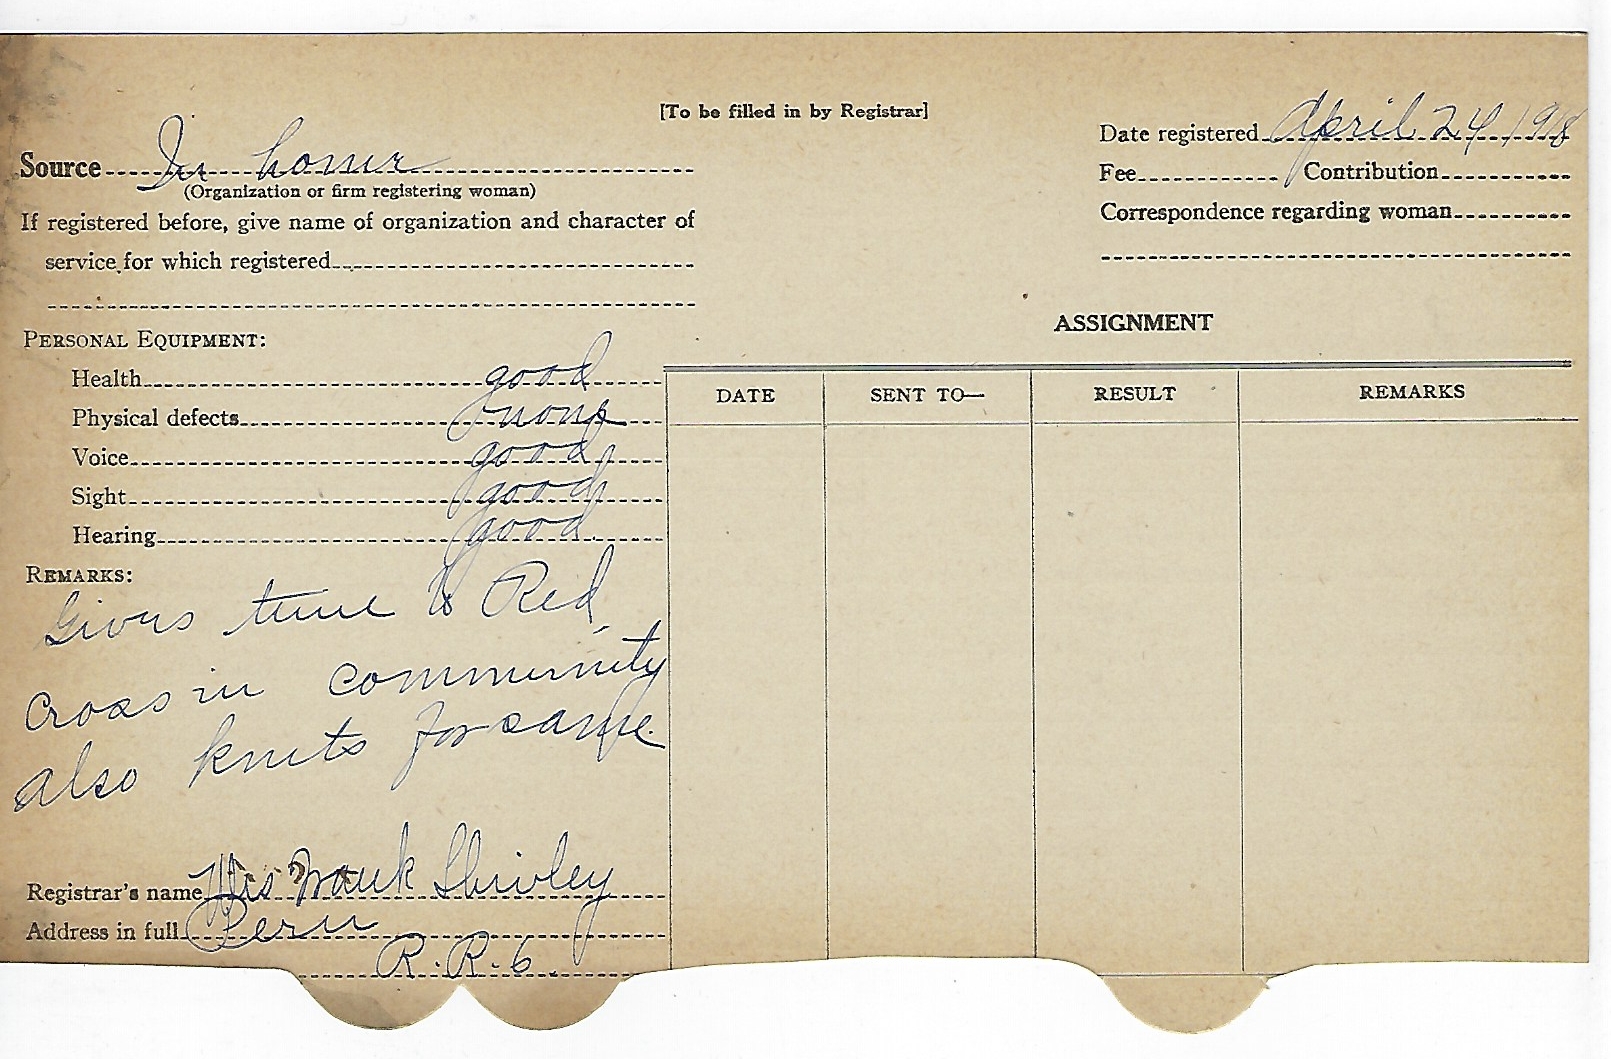 [To be filled in by Registrar]
Date registered April 24, 1918
Source In home
(Organization or firm registering woman)
Fee Contribution
If registered before, give name of organization and character of
service for which registered
Correspondence regarding woman
ASSIGNMENT
PERSONAL EQUIPMENT:
Health good
Physical defects none
Voice good
Sight good
Hearing good
DATE SENT TO— RESULT REMARKS
REMARKS:
Gives time to Red
Cross in community
also knits for same.
Registrar's name Mrs Frank Shivley
Address in full Peru
R.R. 6.